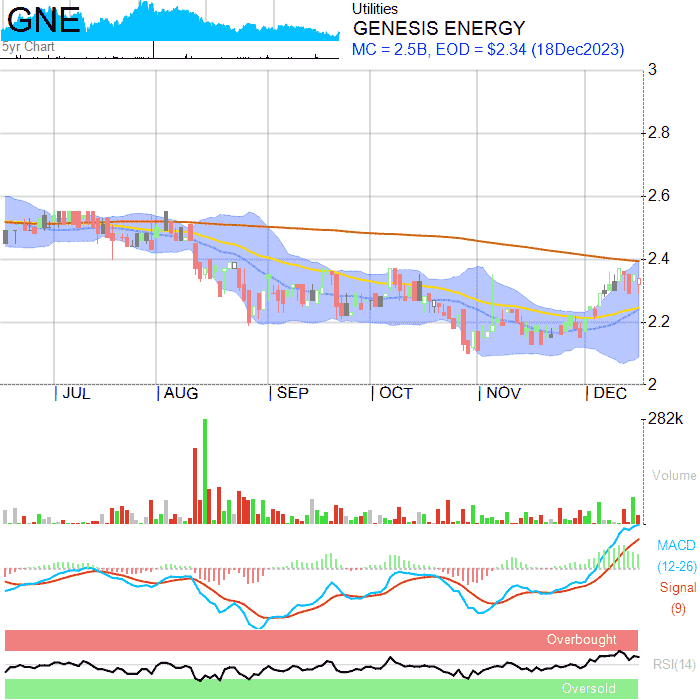 GNE
5yr Chart
Utilities
GENESIS ENERGY
MC = 2.5B, EOD = $2.34 (18Dec2023)
3
2.8
2.6
2.4
2.2
2
JUL AUG SEP OCT NOV DEC
282k
Volume
MACD
(12-26)
Signal
(9)
Overbought
RSI(14)
Oversold